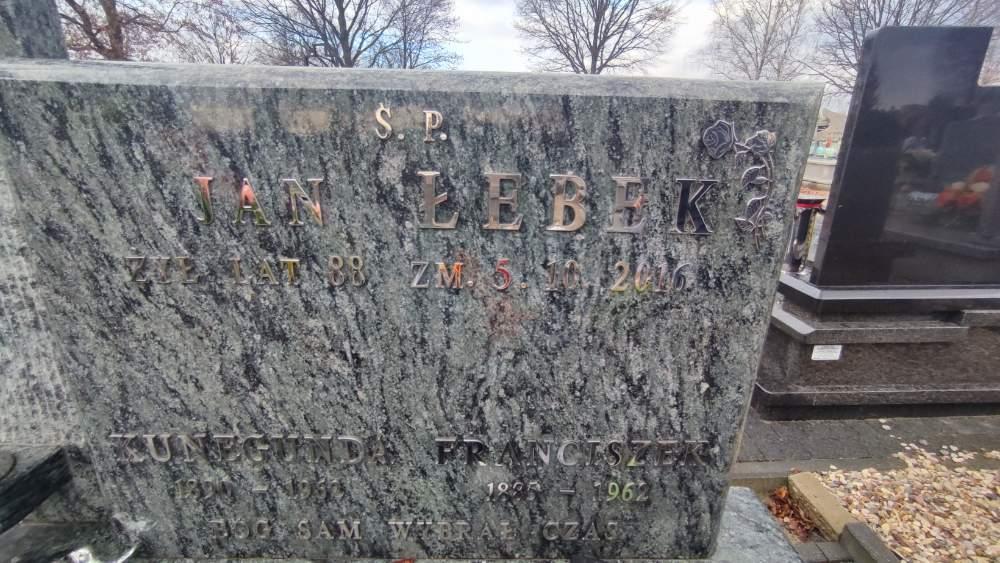 Ś. P.
JAN ŁEBEK
ŻYŁ LAT 88 ZM. 5. 10. 2016
KUNEGUNDA FRANCISZEK
– 1962
BÓG SAM WYBRAŁ CZAS